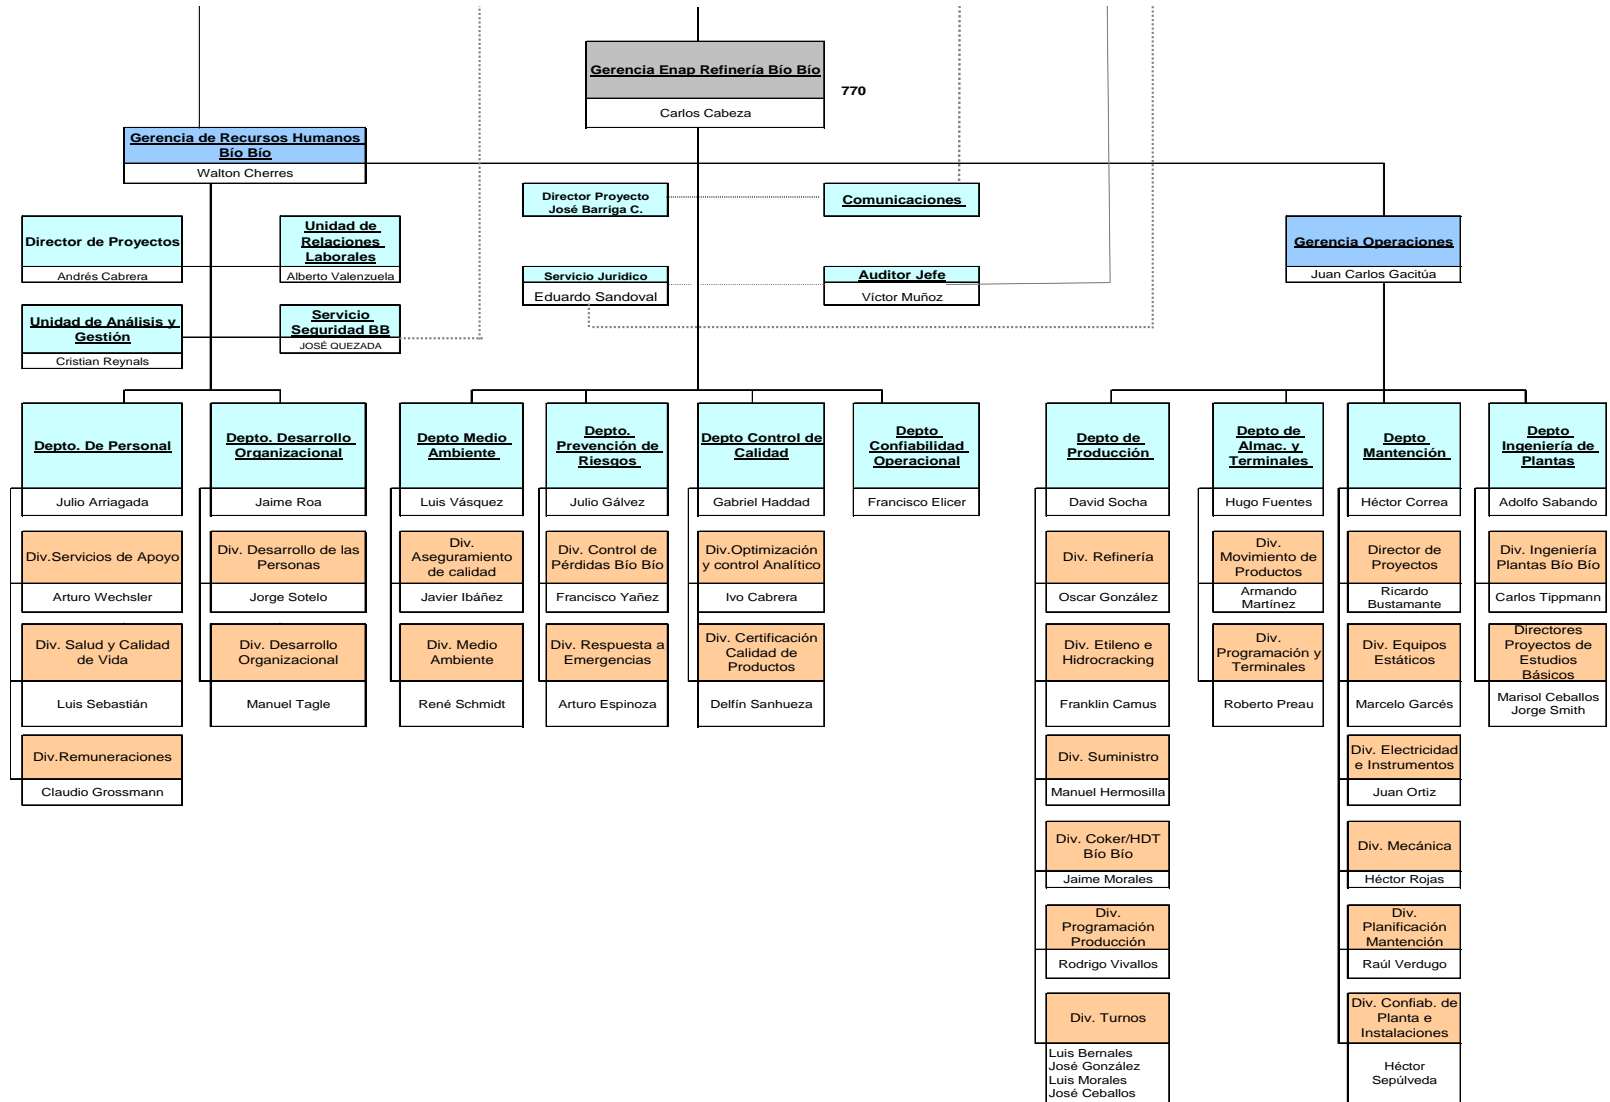 Gerencia Enap Refinería Bío Bío
770
Carlos Cabeza
Gerencia de Recursos Humanos
Bío Bío
Walton Cherres
Director Proyecto
José Barriga C.
Comunicaciones
Director de Proyectos
Andrés Cabrera
Unidad de
Relaciones
Laborales
Alberto Valenzuela
Gerencia Operaciones
Juan Carlos Gacitúa
Servicio Juridico
Eduardo Sandoval
Auditor Jefe
Víctor Muñoz
Unidad de Análisis y
Gestión
Cristian Reynals
Servicio
Seguridad BB
JOSÉ QUEZADA
Depto. De Personal
Julio Arriagada
Depto. Desarrollo
Organizacional
Jaime Roa
Depto Medio
Ambiente
Luis Vásquez
Depto.
Prevención de
Riesgos
Julio Gálvez
Depto Control de
Calidad
Gabriel Haddad
Depto
Confiabilidad
Operacional
Francisco Elicer
Depto de
Producción
David Socha
Depto de
Almac. y
Terminales
Hugo Fuentes
Depto
Mantención
Héctor Correa
Depto
Ingeniería de
Plantas
Adolfo Sabando
Div.Servicios de Apoyo
Arturo Wechsler
Div. Desarrollo de las
Personas
Jorge Sotelo
Div.
Aseguramiento
de calidad
Javier Ibáñez
Div. Control de
Pérdidas Bío Bío
Francisco Yañez
Div.Optimización
y control Analítico
Ivo Cabrera
Div. Refinería
Oscar González
Div.
Movimiento de
Productos
Armando
Martínez
Director de
Proyectos
Ricardo
Bustamante
Div. Ingeniería
Plantas Bío Bío
Carlos Tippmann
Div. Salud y Calidad
de Vida
Luis Sebastián
Div. Desarrollo
Organizacional
Manuel Tagle
Div. Medio
Ambiente
René Schmidt
Div. Respuesta a
Emergencias
Arturo Espinoza
Div. Certificación
Calidad de
Productos
Delfín Sanhueza
Div. Etileno e
Hidrocracking
Franklin Camus
Div.
Programación y
Terminales
Roberto Preau
Div. Equipos
Estáticos
Marcelo Garcés
Directores
Proyectos de
Estudios
Básicos
Marisol Ceballos
Jorge Smith
Div.Remuneraciones
Claudio Grossmann
Div. Suministro
Manuel Hermosilla
Div. Electricidad
e Instrumentos
Juan Ortiz
Div. Coker/HDT
Bío Bío
Jaime Morales
Div. Mecánica
Héctor Rojas
Div.
Programación
Producción
Rodrigo Vivallos
Div.
Planificación
Mantención
Raúl Verdugo
Div. Turnos
Luis Bernales
José González
Luis Morales
José Ceballos
Div. Confiab. de
Planta e
Instalaciones
Héctor
Sepúlveda